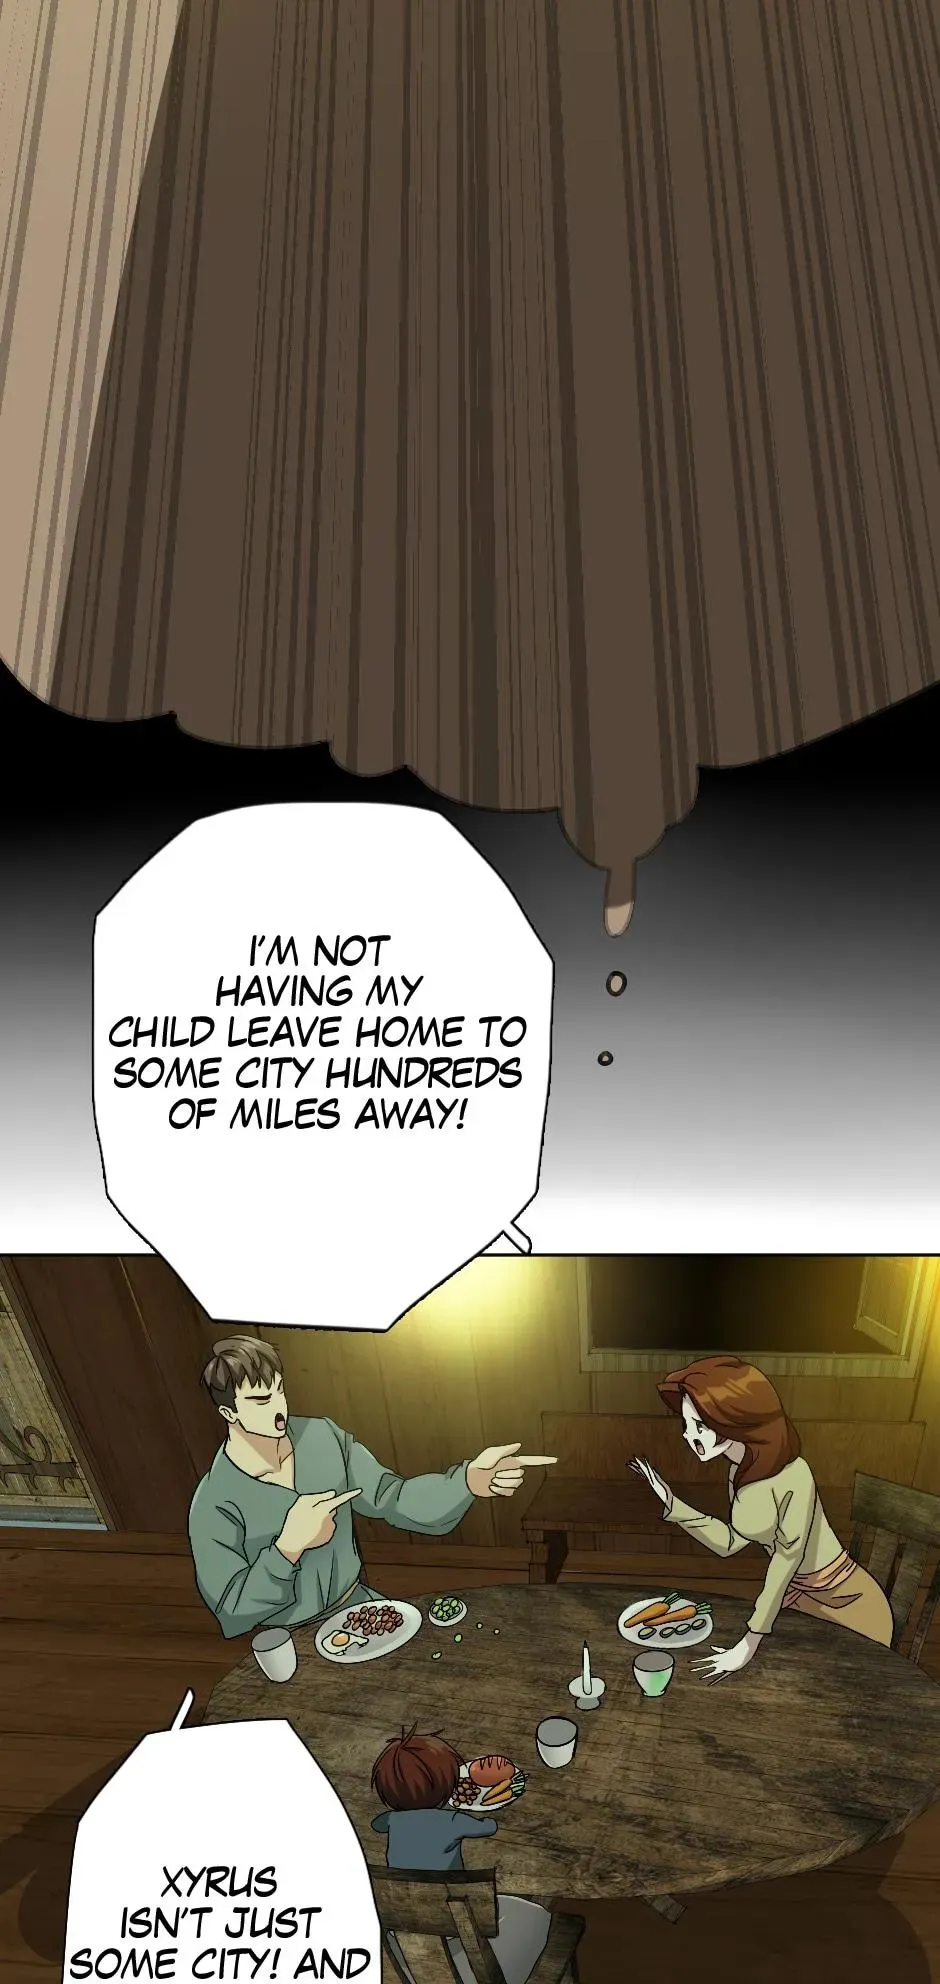 I'M NOT
HAVING MY
CHILD LEAVE HOME TO
SOME CITY HUNDREDS
OF MILES AWAY!
XYRUS
ISN'T JUST
SOME CITY! AND